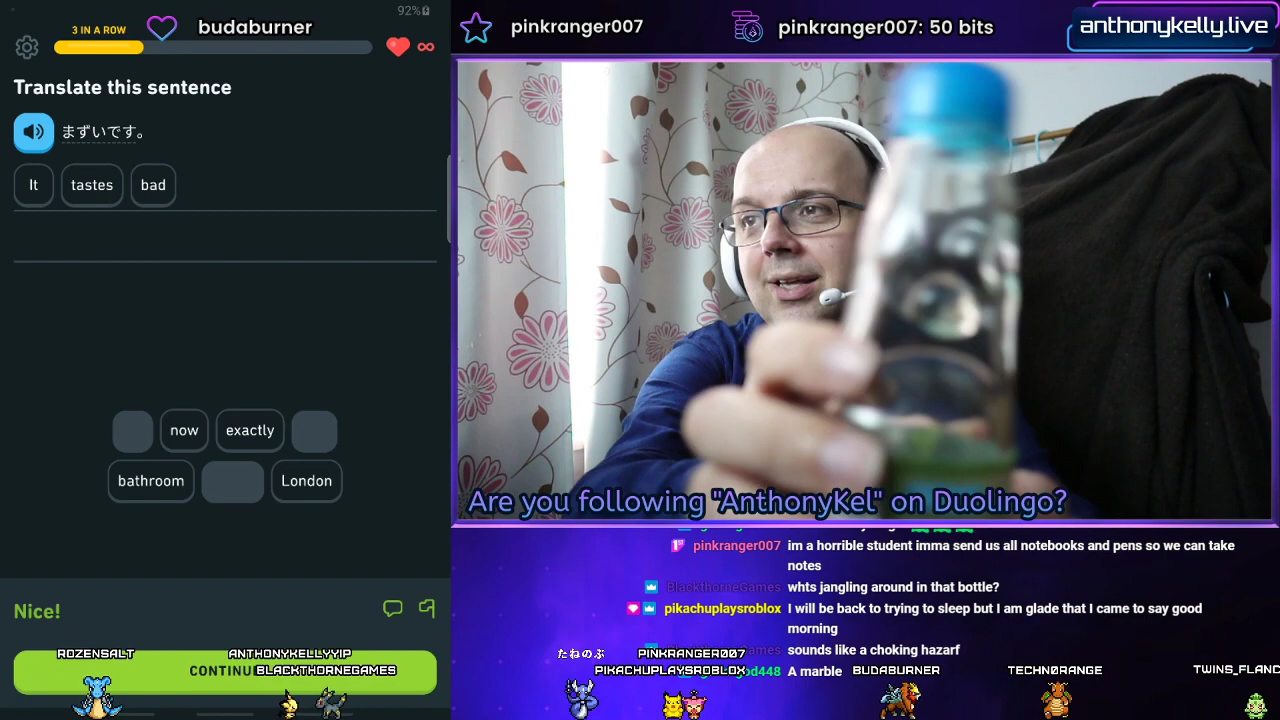 92%
3 IN A ROW
budaburner
∞
Translate this sentence
まずいです。
It tastes bad
now exactly
bathroom London
Nice!
ROZENSALT
ANTHONYKELLYYIP
BLACKTHORNEGAMES
pinkranger007
pinkranger007: 50 bits
anthonykelly.live
Are you following "AnthonyKel" on Duolingo?
pinkranger007 im a horrible student imma send us all notebooks and pens so we can take
notes
BlackthorneGames whts jangling around in that bottle?
pikachuplaysroblox I will be back to trying to sleep but I am glade that I came to say good
morning
sounds like a choking hazarf
A marble
たねのぶ
PINKRANGER007
PIKACHUPLAYSROBLOX
BUDABURNER
TECHN0RANGE